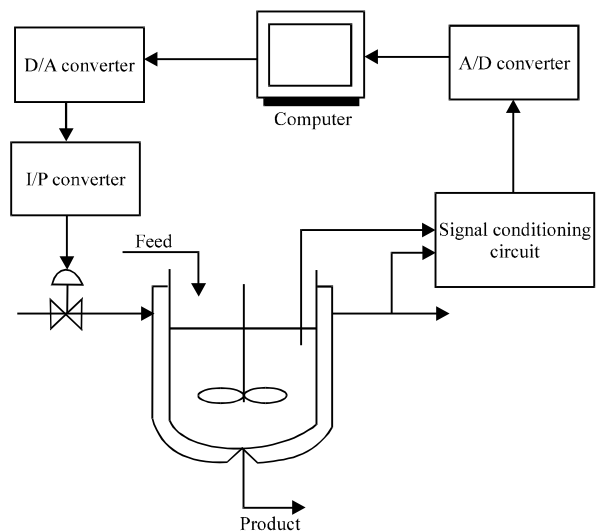 D/A converter
A/D converter
Computer
I/P converter
Signal conditioning
circuit
Feed
Product